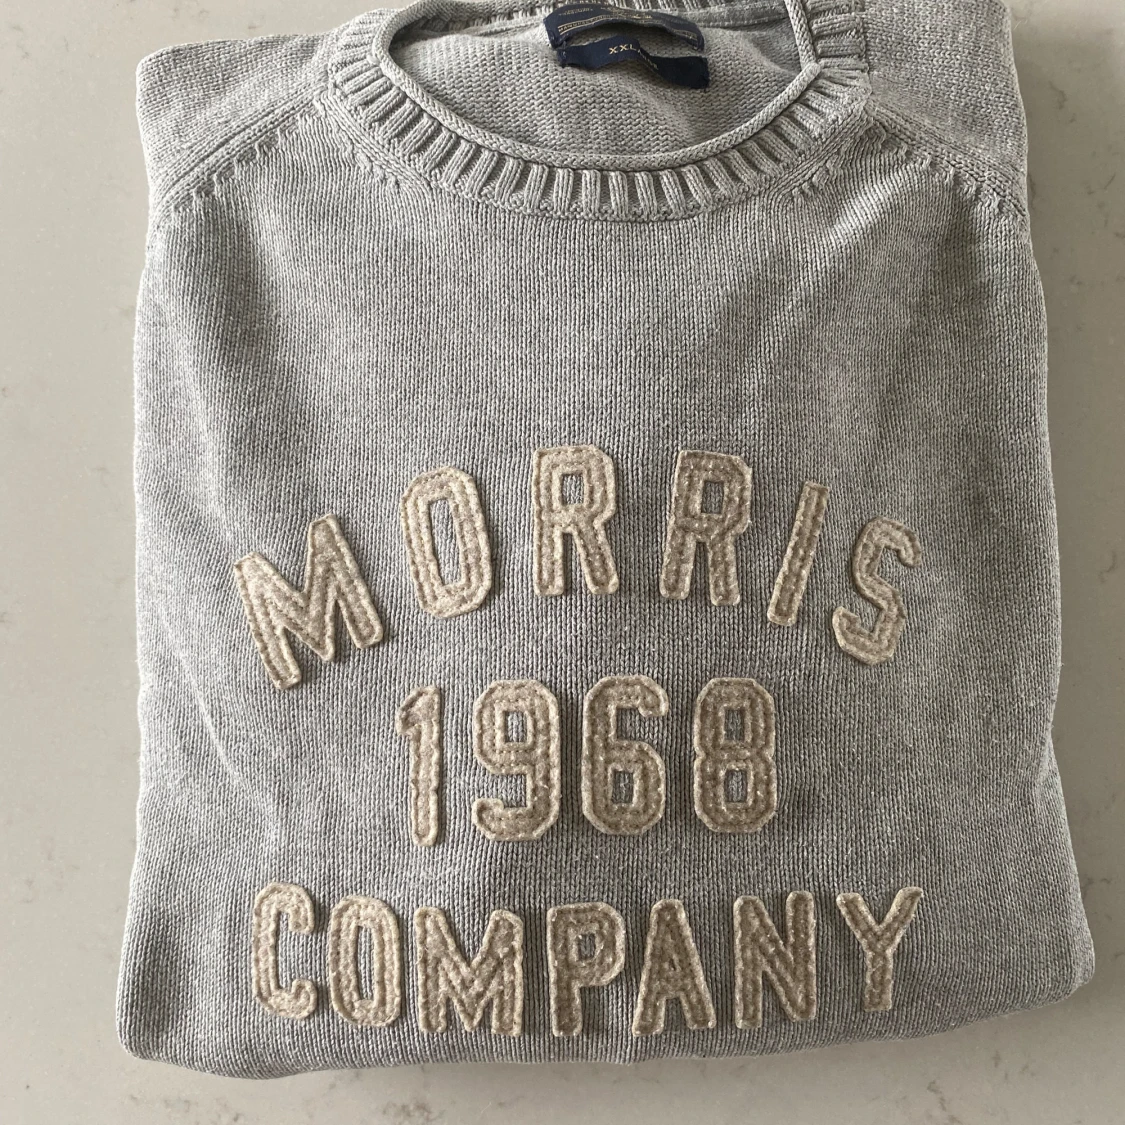 XXL
MORRIS
1968
COMPANY